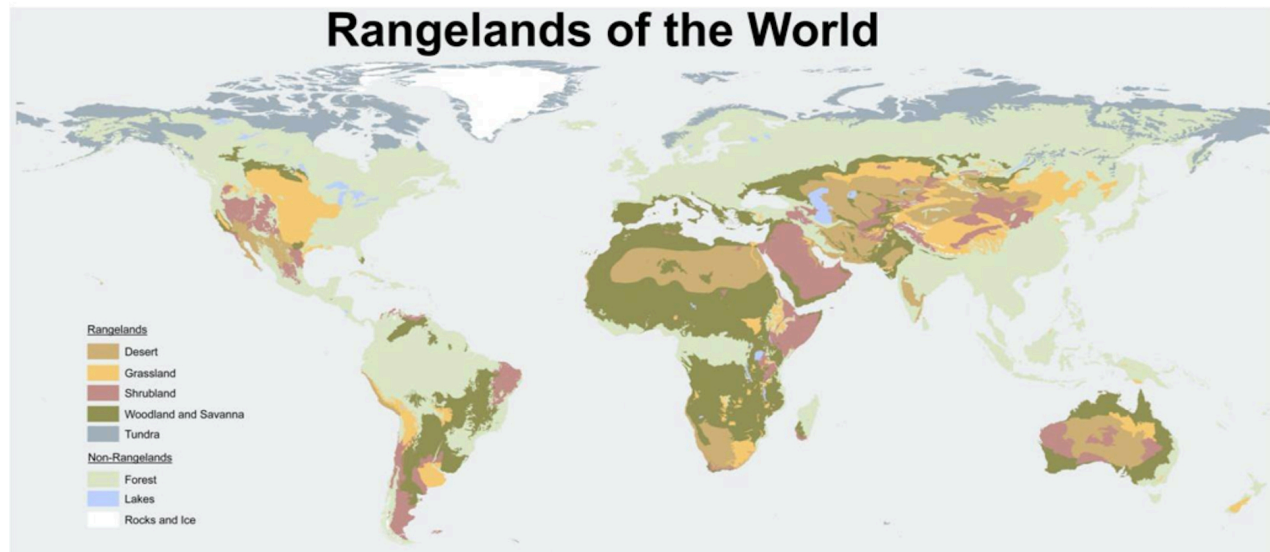 Rangelands of the World
Rangelands
Desert
Grassland
Shrubland
Woodland and Savanna
Tundra
Non-Rangelands
Forest
Lakes
Rocks and Ice